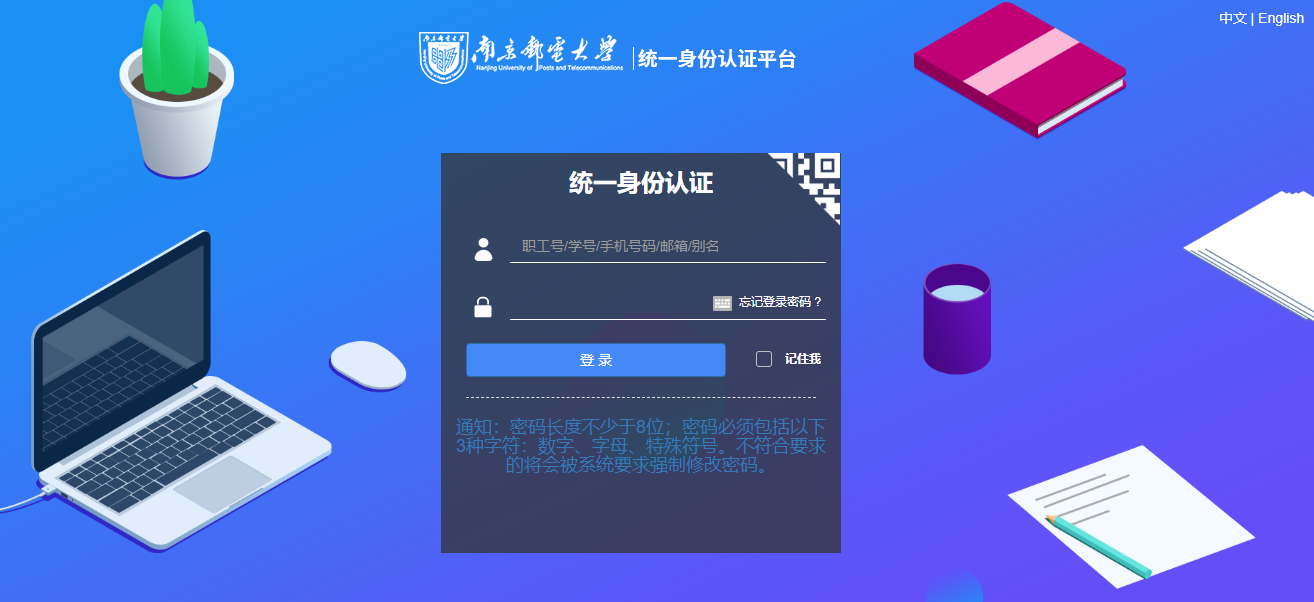 中文 | English
南京邮电大学
Nanjing University of Posts and Telecommunications
统一身份认证平台
统一身份认证
职工号/学号/手机号码/邮箱/别名
忘记登录密码？
登 录
记住我
通知：密码长度不少于8位；密码必须包括以下
3种字符：数字、字母、特殊符号。不符合要求
的将会被系统要求强制修改密码。